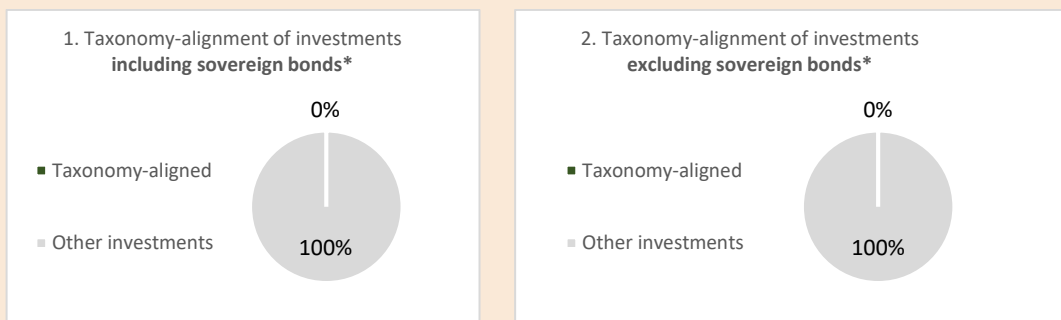 1. Taxonomy-alignment of investments
including sovereign bonds*
0%
Taxonomy-aligned
Other investments
100%
2. Taxonomy-alignment of investments
excluding sovereign bonds*
0%
Taxonomy-aligned
Other investments
100%